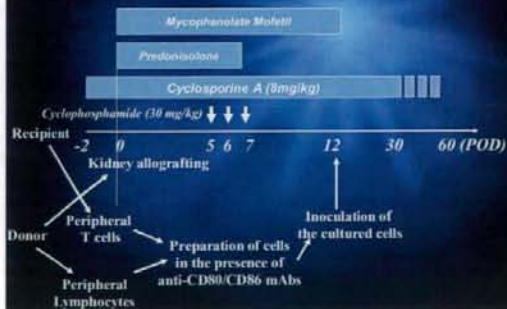 Mycophenolate Mofetil
Predonisolone
Cyclosporine A (8mg/kg)
Cyclophosphamide (30 mg/kg)
Recipient
-2 0 5 6 7 12 30 60 (POD)
Kidney allografting
Peripheral
T cells
Inoculation of
the cultured cells
Donor
Preparation of cells
in the presence of
anti-CD80/CD86 mAbs
Peripheral
Lymphocytes